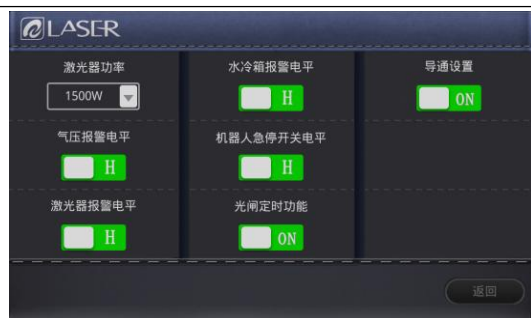 LASER
激光器功率
1500W
气压报警电平
H
激光器报警电平
H
水冷箱报警电平
H
机器人急停开关电平
H
光闸定时功能
ON
导通设置
ON
返回